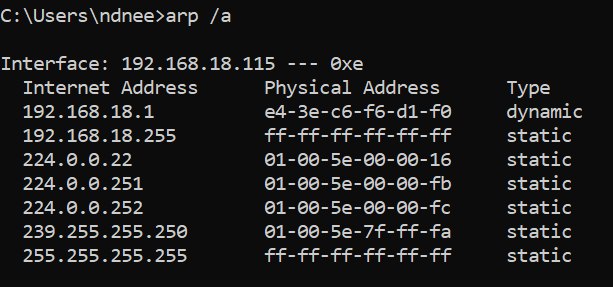 C:\Users\ndnee>arp /a
Interface: 192.168.18.115 --- 0xe
Internet Address Physical Address Type
192.168.18.1 e4-3e-c6-f6-d1-f0 dynamic
192.168.18.255 ff-ff-ff-ff-ff-ff static
224.0.0.22 01-00-5e-00-00-16 static
224.0.0.251 01-00-5e-00-00-fb static
224.0.0.252 01-00-5e-00-00-fc static
239.255.255.250 01-00-5e-7f-ff-fa static
255.255.255.255 ff-ff-ff-ff-ff-ff static